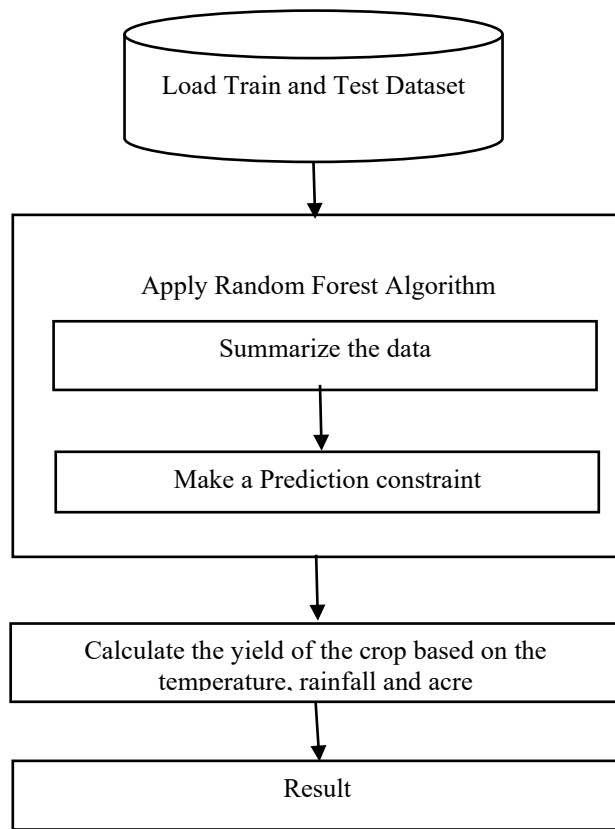 Load Train and Test Dataset
Apply Random Forest Algorithm
Summarize the data
Make a Prediction constraint
Calculate the yield of the crop based on the
temperature, rainfall and acre
Result